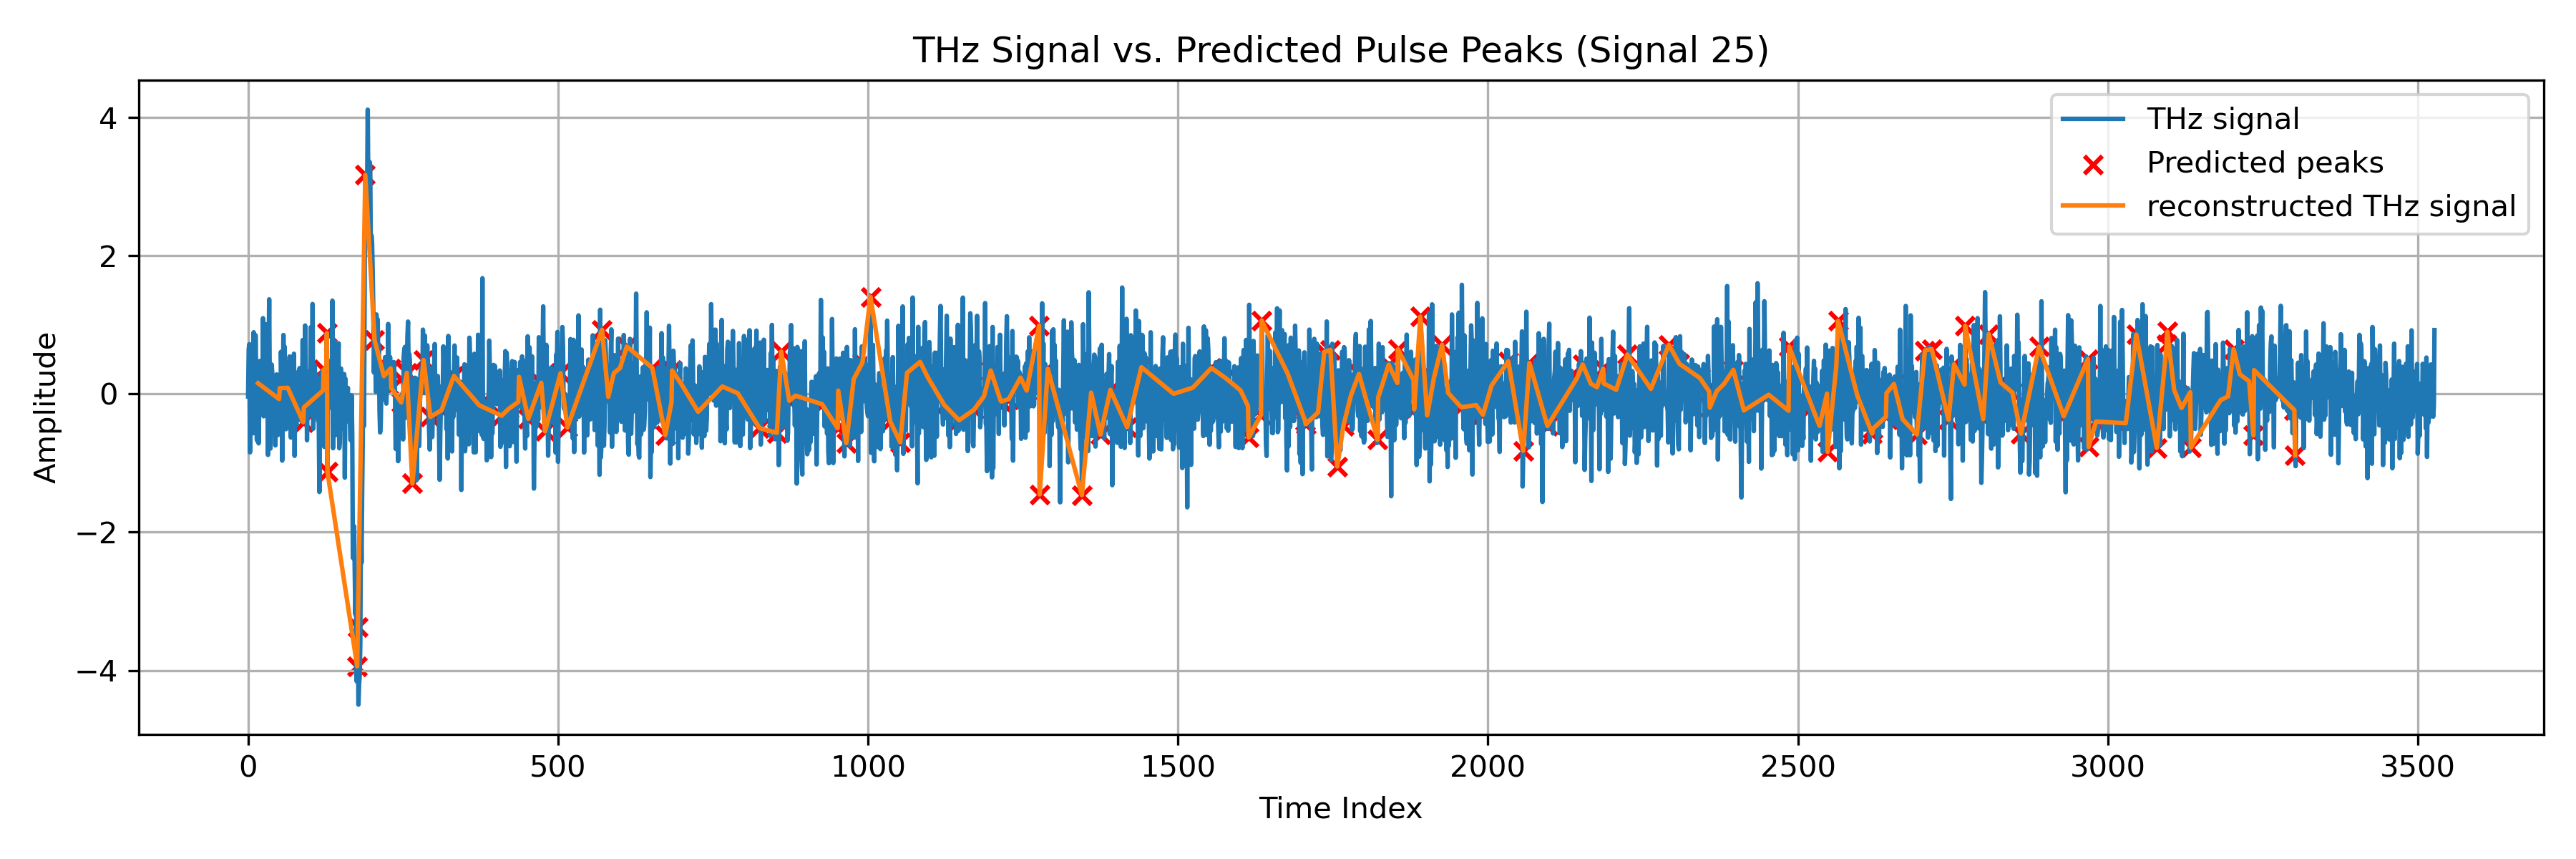 THz Signal vs. Predicted Pulse Peaks (Signal 25)
THz signal
Predicted peaks
reconstructed THz signal
Amplitude
4
2
0
−2
−4
0 500 1000 1500 2000 2500 3000 3500
Time Index